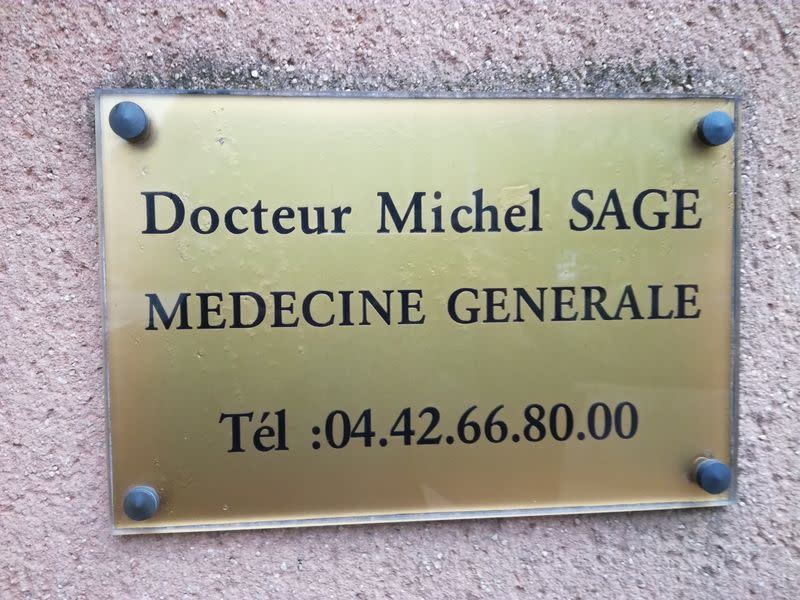 Docteur Michel SAGE
MEDECINE GENERALE
Tél :04.42.66.80.00